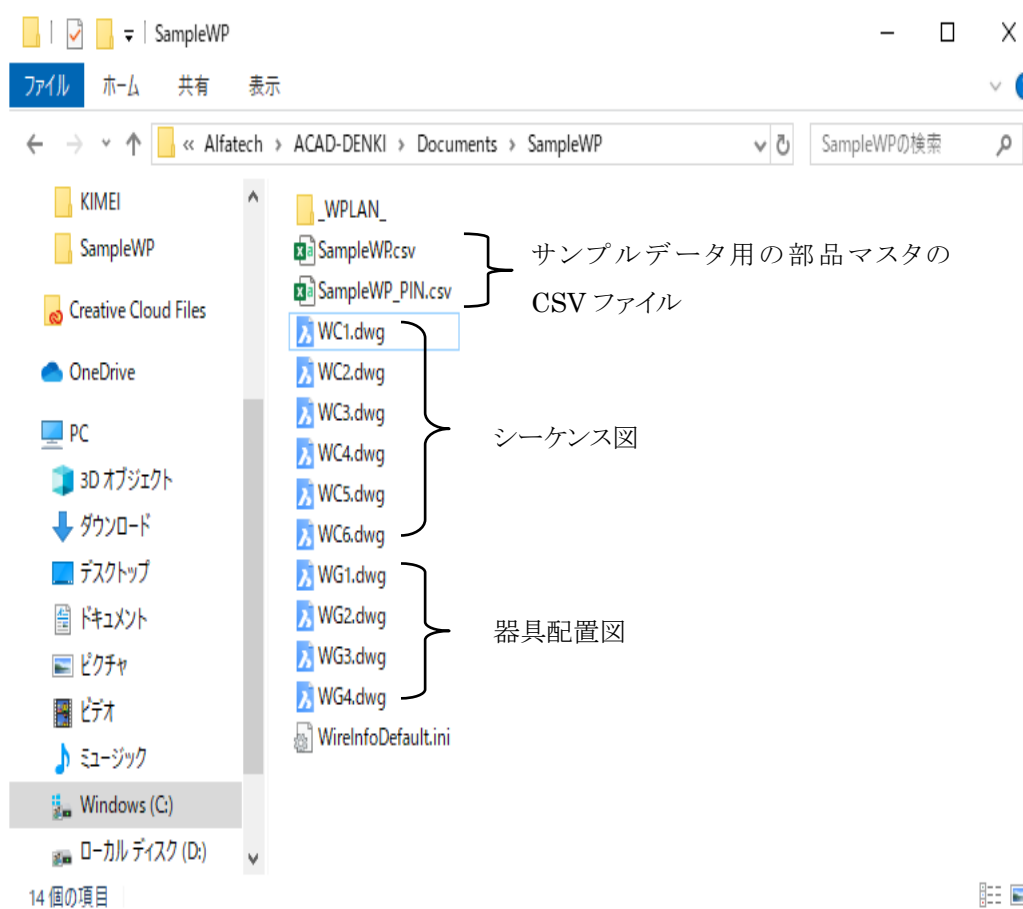 SampleWP
ファイル ホーム 共有 表示
« Alfatech › ACAD-DENKI › Documents › SampleWP
SampleWPの検索
KIMEI
SampleWP
Creative Cloud Files
OneDrive
PC
3D オブジェクト
ダウンロード
デスクトップ
ドキュメント
ピクチャ
ビデオ
ミュージック
Windows (C:)
ローカル ディスク (D:)
_WPLAN_
SampleWP.csv
SampleWP_PIN.csv
WC1.dwg
WC2.dwg
WC3.dwg
WC4.dwg
WC5.dwg
WC6.dwg
WG1.dwg
WG2.dwg
WG3.dwg
WG4.dwg
WireInfoDefault.ini
サンプルデータ用の部品マスタの
CSV ファイル
シーケンス図
器具配置図
14 個の項目